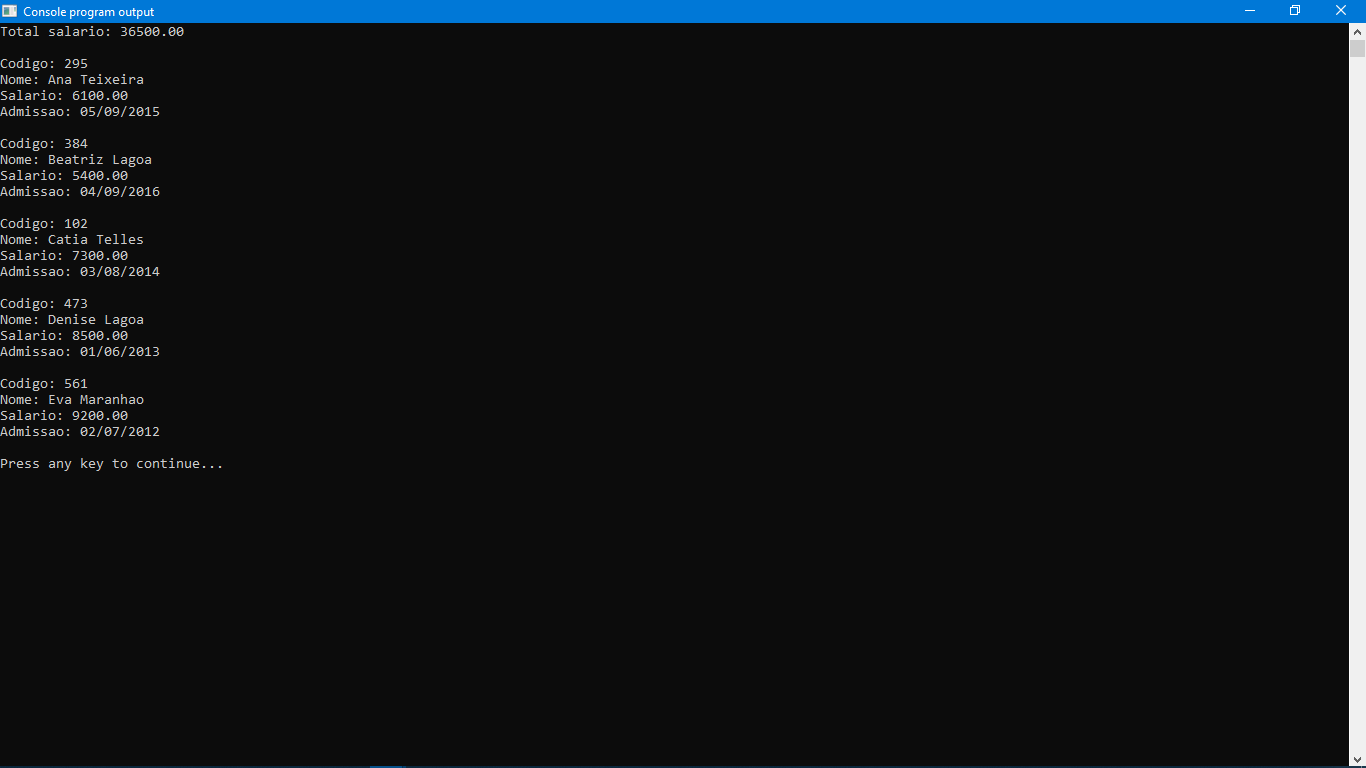 Console program output
Total salario: 36500.00
Codigo: 295
Nome: Ana Teixeira
Salario: 6100.00
Admissao: 05/09/2015
Codigo: 384
Nome: Beatriz Lagoa
Salario: 5400.00
Admissao: 04/09/2016
Codigo: 102
Nome: Catia Telles
Salario: 7300.00
Admissao: 03/08/2014
Codigo: 473
Nome: Denise Lagoa
Salario: 8500.00
Admissao: 01/06/2013
Codigo: 561
Nome: Eva Maranhao
Salario: 9200.00
Admissao: 02/07/2012
Press any key to continue...